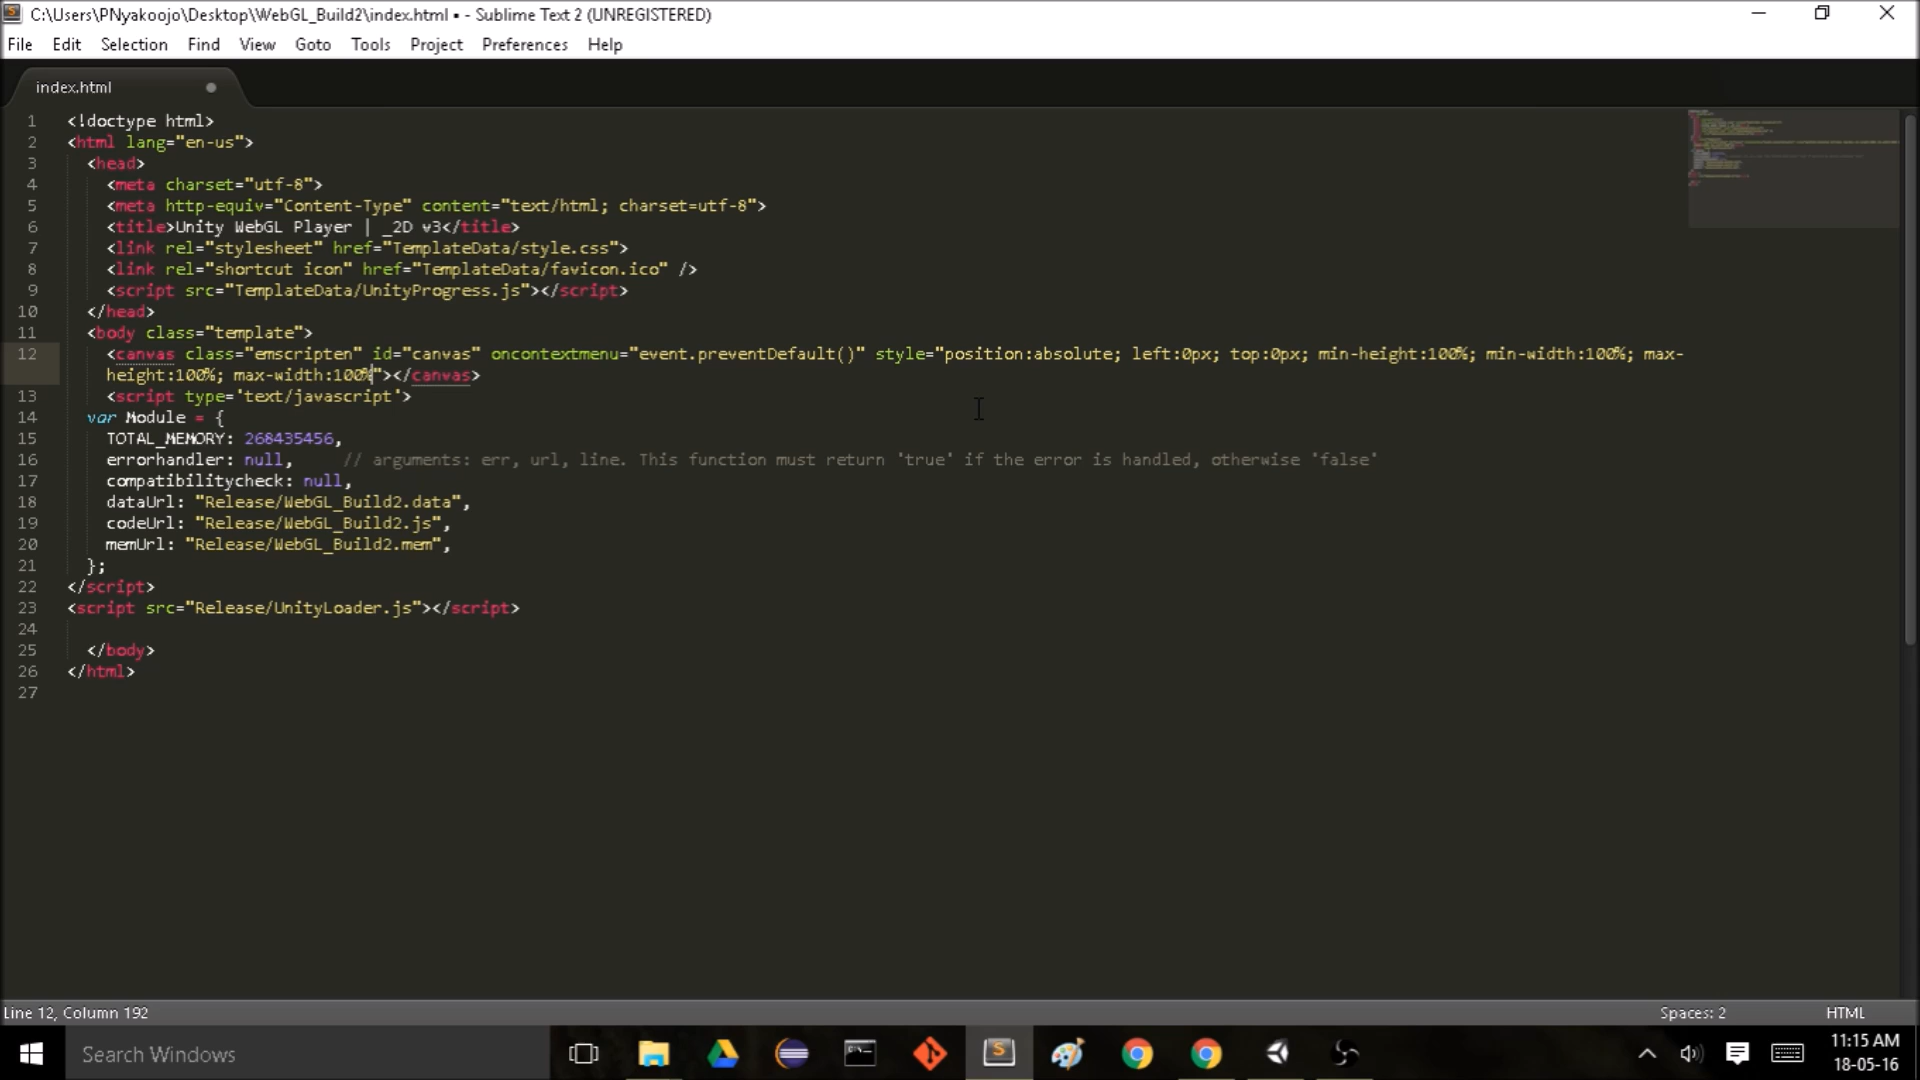 C:\Users\PNyakoojo\Desktop\WebGL_Build2\index.html • - Sublime Text 2 (UNREGISTERED)
File Edit Selection Find View Goto Tools Project Preferences Help
index.html
1 <!doctype html>
2 <html lang="en-us">
3 <head>
4 <meta charset="utf-8">
5 <meta http-equiv="Content-Type" content="text/html; charset=utf-8">
6 <title>Unity WebGL Player | _2D v3</title>
7 <link rel="stylesheet" href="TemplateData/style.css">
8 <link rel="shortcut icon" href="TemplateData/favicon.ico" />
9 <script src="TemplateData/UnityProgress.js"></script>
10 </head>
11 <body class="template">
12 <canvas class="emscripten" id="canvas" oncontextmenu="event.preventDefault()" style="position:absolute; left:0px; top:0px; min-height:100%; min-width:100%; max-
height:100%; max-width:100%"></canvas>
13 <script type='text/javascript'>
14 var Module = {
15 TOTAL_MEMORY: 268435456,
16 errorhandler: null, // arguments: err, url, line. This function must return 'true' if the error is handled, otherwise 'false'
17 compatibilitycheck: null,
18 dataUrl: "Release/WebGL_Build2.data",
19 codeUrl: "Release/WebGL_Build2.js",
20 memUrl: "Release/WebGL_Build2.mem",
21 };
22 </script>
23 <script src="Release/UnityLoader.js"></script>
24
25 </body>
26 </html>
27
Line 12, Column 192 Spaces: 2 HTML
Search Windows
11:15 AM
18-05-16